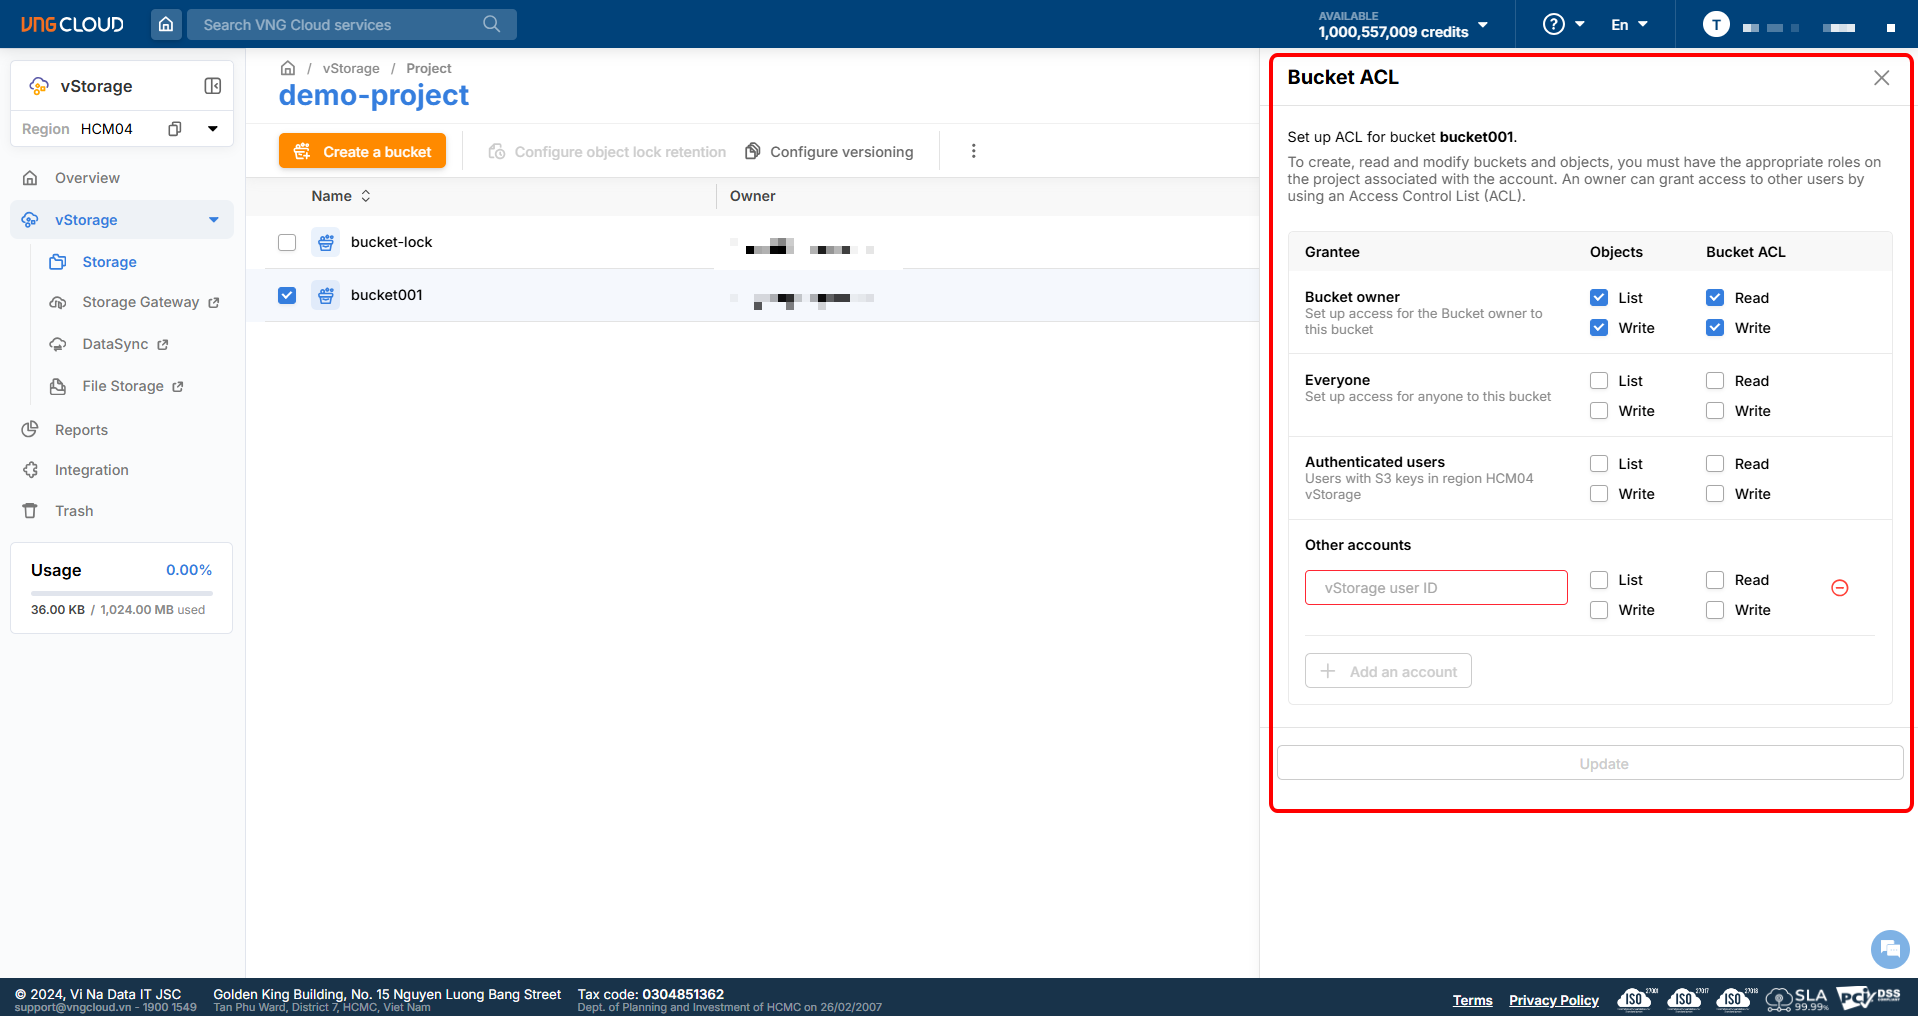 VNG CLOUD
Search VNG Cloud services
AVAILABLE
1,000,557,009 credits
?
En
T
vStorage
Region HCM04
Overview
vStorage
Storage
Storage Gateway
DataSync
File Storage
Reports
Integration
Trash
Usage 0.00%
36.00 KB / 1,024.00 MB used
/ vStorage / Project
demo-project
Create a bucket
Configure object lock retention
Configure versioning
Name
Owner
bucket-lock
bucket001
Bucket ACL
Set up ACL for bucket bucket001.
To create, read and modify buckets and objects, you must have the appropriate roles on
the project associated with the account. An owner can grant access to other users by
using an Access Control List (ACL).
Grantee Objects Bucket ACL
Bucket owner List Read
Set up access for the Bucket owner to
this bucket Write Write
Everyone List Read
Set up access for anyone to this bucket
Write Write
Authenticated users List Read
Users with S3 keys in region HCM04
vStorage Write Write
Other accounts
vStorage user ID List Read
Write Write
Add an account
Update
© 2024, Vi Na Data IT JSC
support@vngcloud.vn - 1900 1549
Golden King Building, No. 15 Nguyen Luong Bang Street
Tan Phu Ward, District 7, HCMC, Viet Nam
Tax code: 0304851362
Dept. of Planning and Investment of HCMC on 26/02/2007
Terms
Privacy Policy
ISO 27001
ISO 27017
ISO 27018
SLA
99.99%
PCI DSS